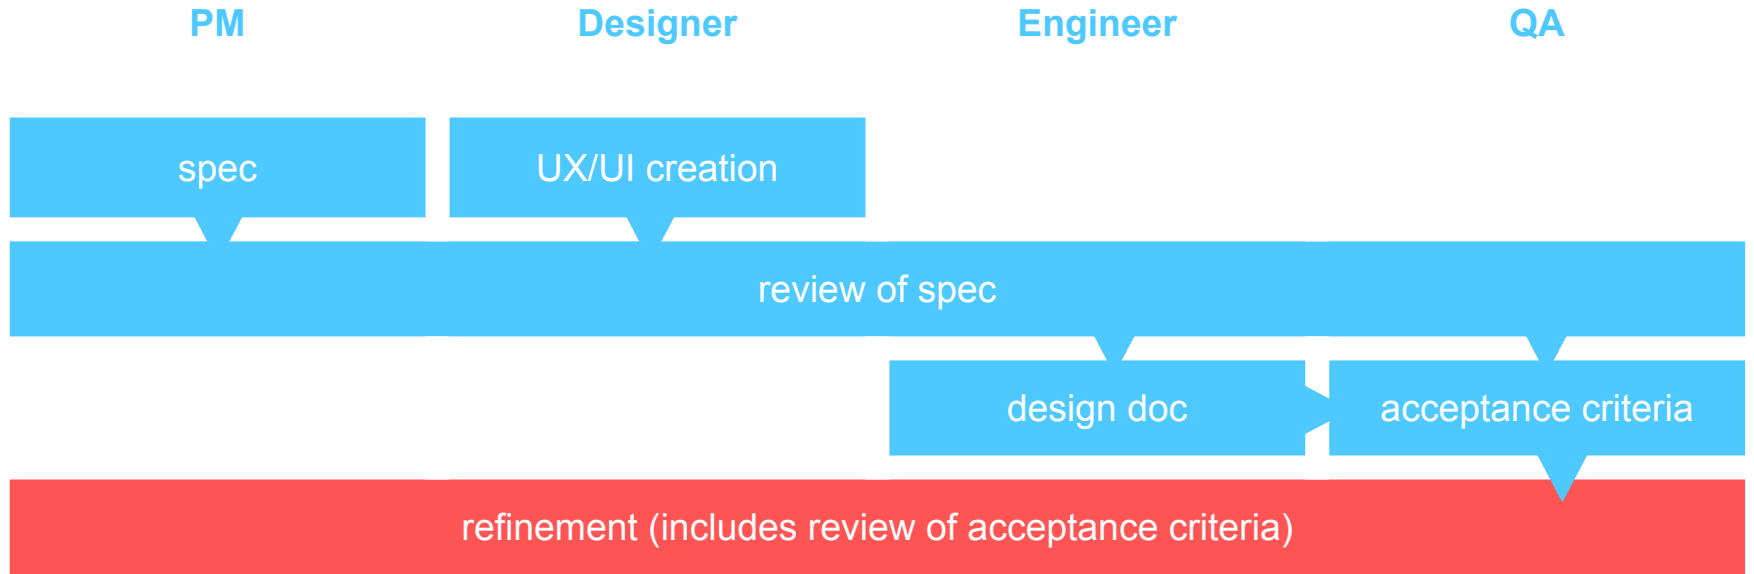 PM
Designer
Engineer
QA
spec
UX/UI creation
review of spec
design doc
acceptance criteria
refinement (includes review of acceptance criteria)